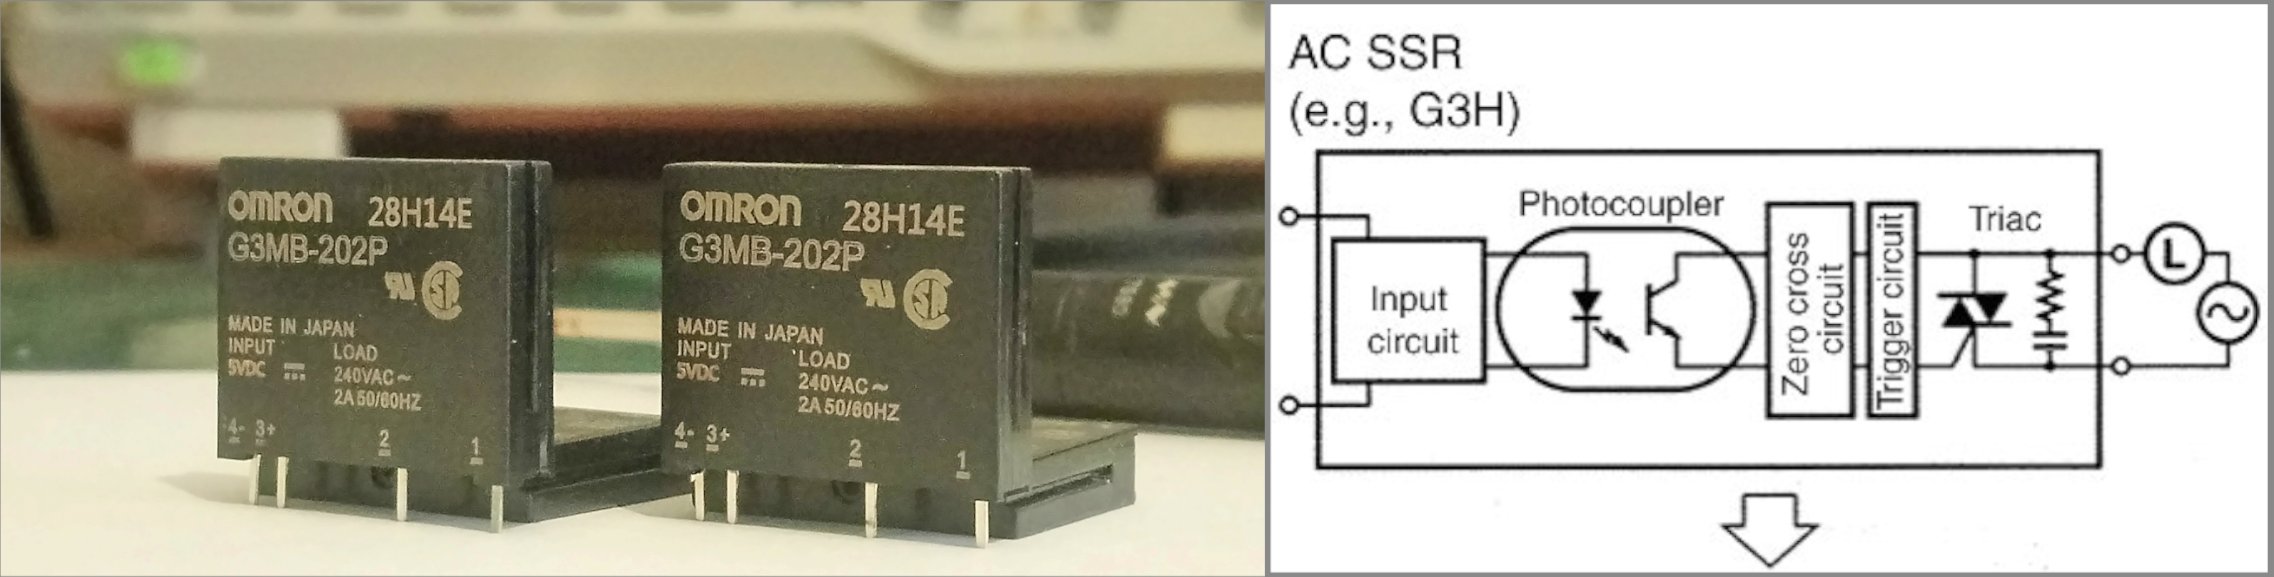 OMRON 28H14E
G3MB-202P
MADE IN JAPAN
INPUT LOAD
5VDC 240VAC~
2A 50/60HZ
4- 3+ 2 1
OMRON 28H14E
G3MB-202P
MADE IN JAPAN
INPUT LOAD
5VDC 240VAC~
2A 50/60HZ
4- 3+ 2 1
AC SSR
(e.g., G3H)
Photocoupler
Triac
Input
circuit
Zero cross
circuit
Trigger circuit
L